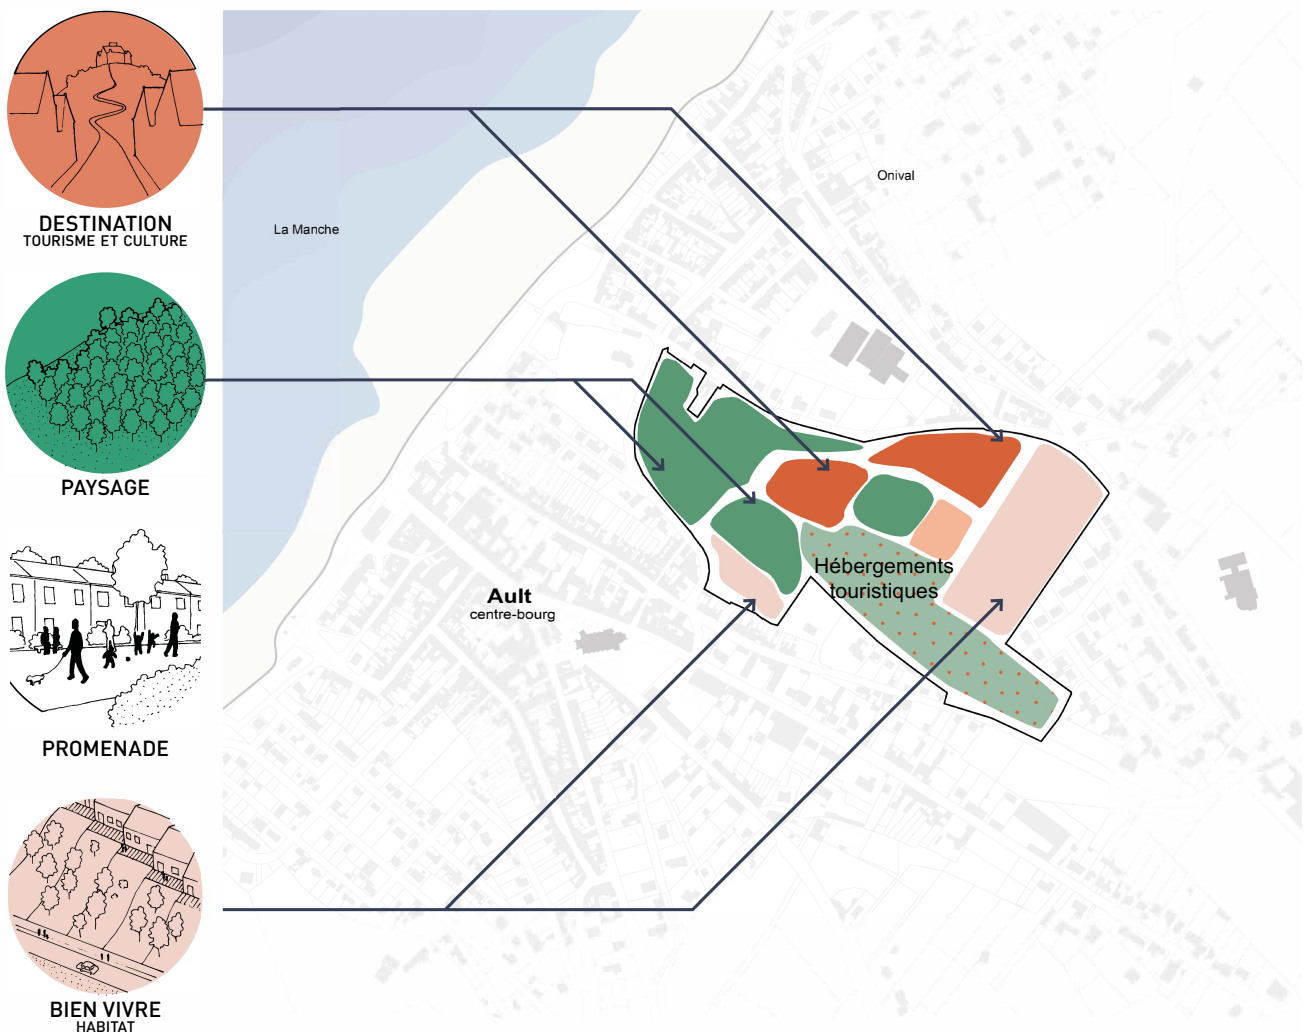 DESTINATION
TOURISME ET CULTURE
PAYSAGE
PROMENADE
BIEN VIVRE
HABITAT
La Manche
Onival
Ault
centre-bourg
Hébergements
touristiques